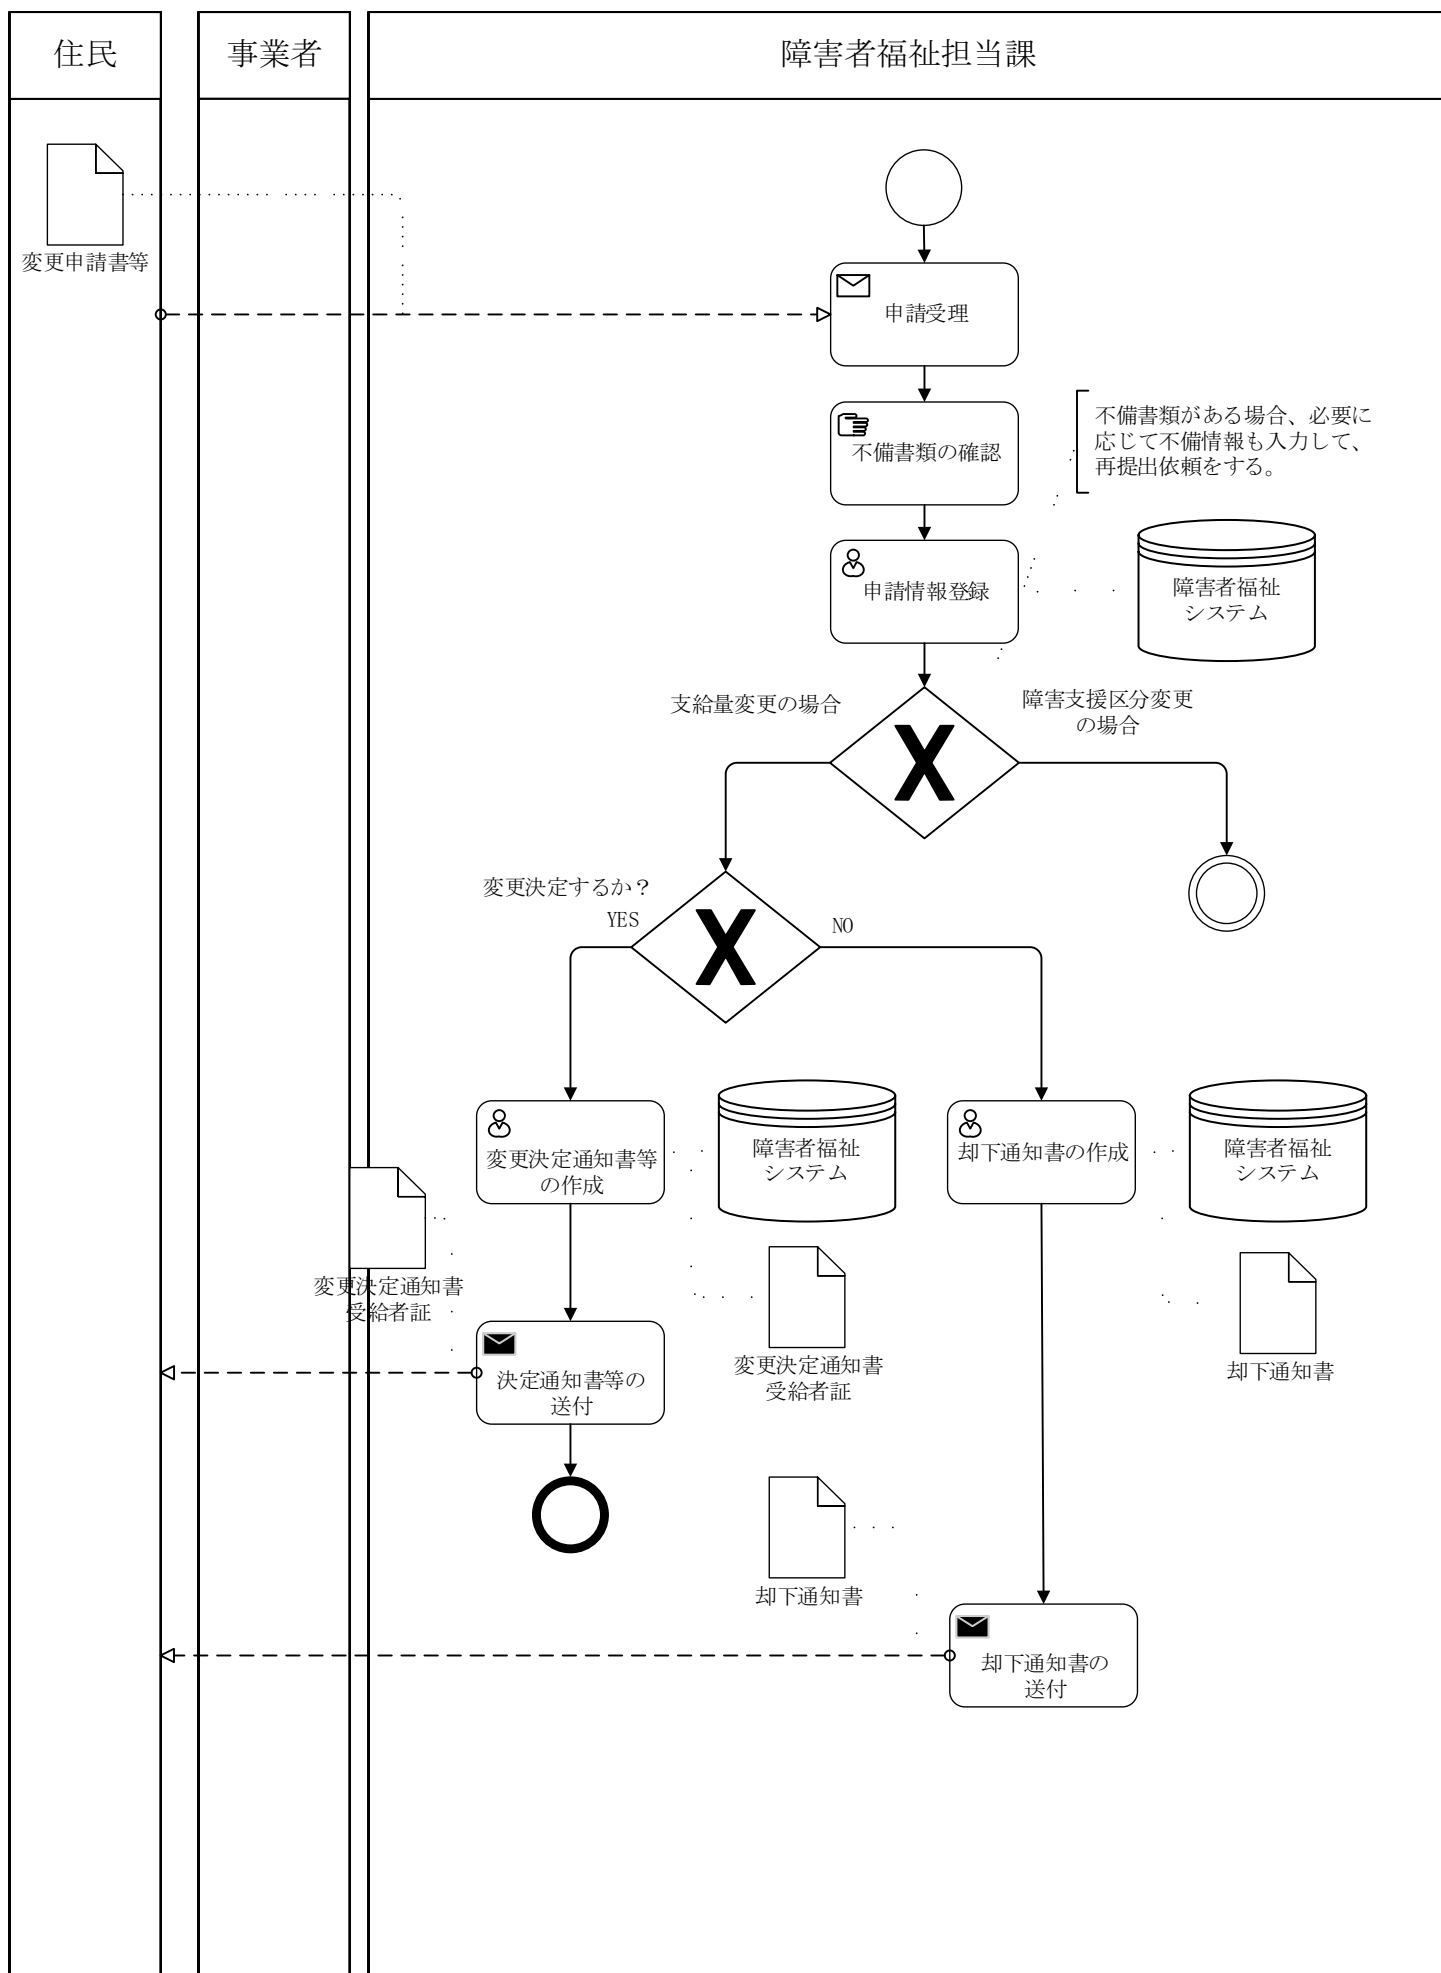 住民
事業者
障害者福祉担当課
変更申請書等
申請受理
不備書類の確認
不備書類がある場合、必要に
応じて不備情報も入力して、
再提出依頼をする。
申請情報登録
障害者福祉
システム
支給量変更の場合
障害支援区分変更
の場合
変更決定するか？
YES
NO
変更決定通知書等
の作成
障害者福祉
システム
却下通知書の作成
障害者福祉
システム
変更決定通知書
受給者証
決定通知書等の
送付
変更決定通知書
受給者証
却下通知書
却下通知書
却下通知書の
送付